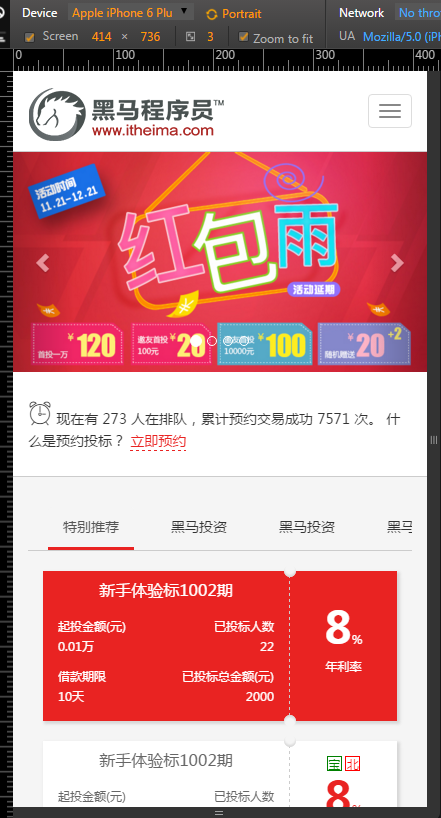 Device Apple iPhone 6 Plu ▼ Portrait Network No thro
Screen 414 × 736 3 Zoom to fit UA Mozilla/5.0 (iPh
0 100 200 300 400
黑马程序员™
www.itheima.com
活动时间
11.21-12.21
红包雨
活动延期
首投一万 ¥120
邀友首投 100元 ¥20
邀友首投 10000元 ¥100
随机赠送 ¥20+2
现在有 273 人在排队，累计预约交易成功 7571 次。 什
么是预约投标？ 立即预约
特别推荐 黑马投资 黑马投资 黑马
新手体验标1002期
起投金额(元) 已投标人数
0.01万 22
借款期限 已投标总金额(元)
10天 2000
8%
年利率
新手体验标1002期
宝 北
起投金额(元) 已投标人数
8%